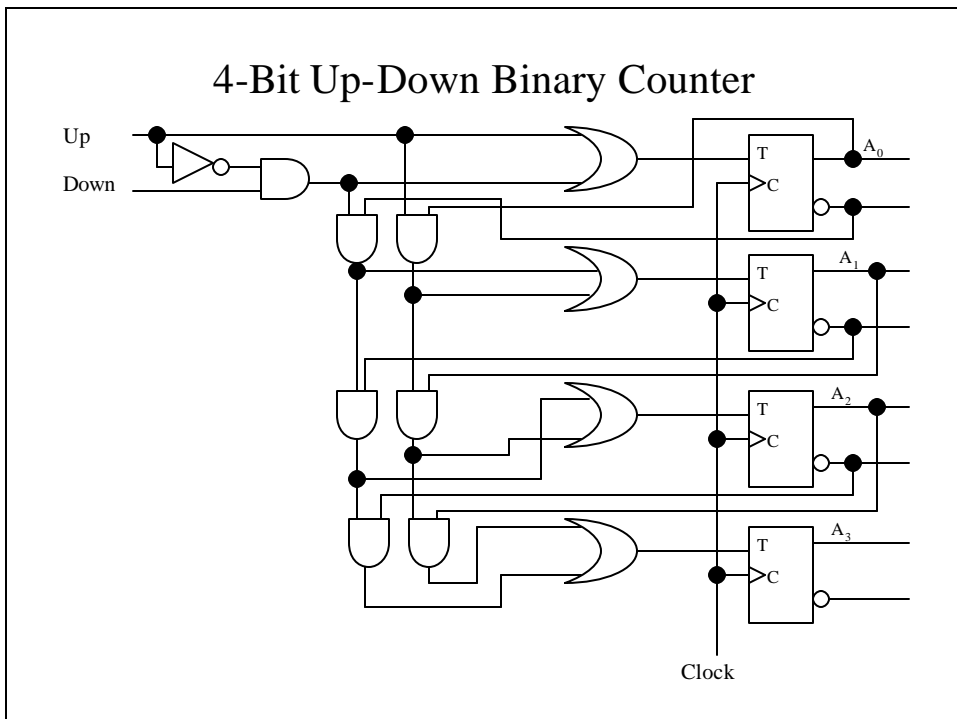 4-Bit Up-Down Binary Counter
Up
Down
T
C
A₀
T
C
A₁
T
C
A₂
T
C
A₃
Clock